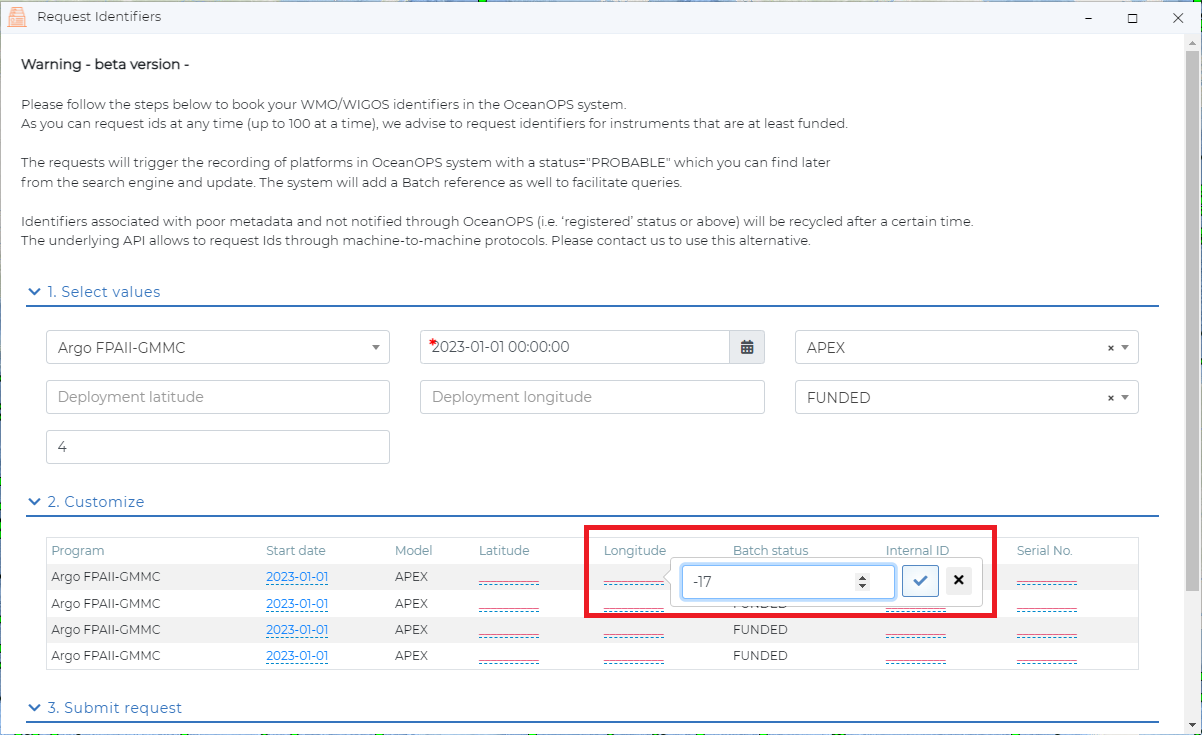 Request Identifiers
Warning - beta version -
Please follow the steps below to book your WMO/WIGOS identifiers in the OceanOPS system.
As you can request ids at any time (up to 100 at a time), we advise to request identifiers for instruments that are at least funded.
The requests will trigger the recording of platforms in OceanOPS system with a status="PROBABLE" which you can find later
from the search engine and update. The system will add a Batch reference as well to facilitate queries.
Identifiers associated with poor metadata and not notified through OceanOPS (i.e. ‘registered’ status or above) will be recycled after a certain time.
The underlying API allows to request Ids through machine-to-machine protocols. Please contact us to use this alternative.
1. Select values
Argo FPAII-GMMC *2023-01-01 00:00:00 APEX
Deployment latitude Deployment longitude FUNDED
4
2. Customize
Program Start date Model Latitude Longitude Batch status Internal ID Serial No.
Argo FPAII-GMMC 2023-01-01 APEX -17
Argo FPAII-GMMC 2023-01-01 APEX FUNDED
Argo FPAII-GMMC 2023-01-01 APEX FUNDED
Argo FPAII-GMMC 2023-01-01 APEX FUNDED
3. Submit request